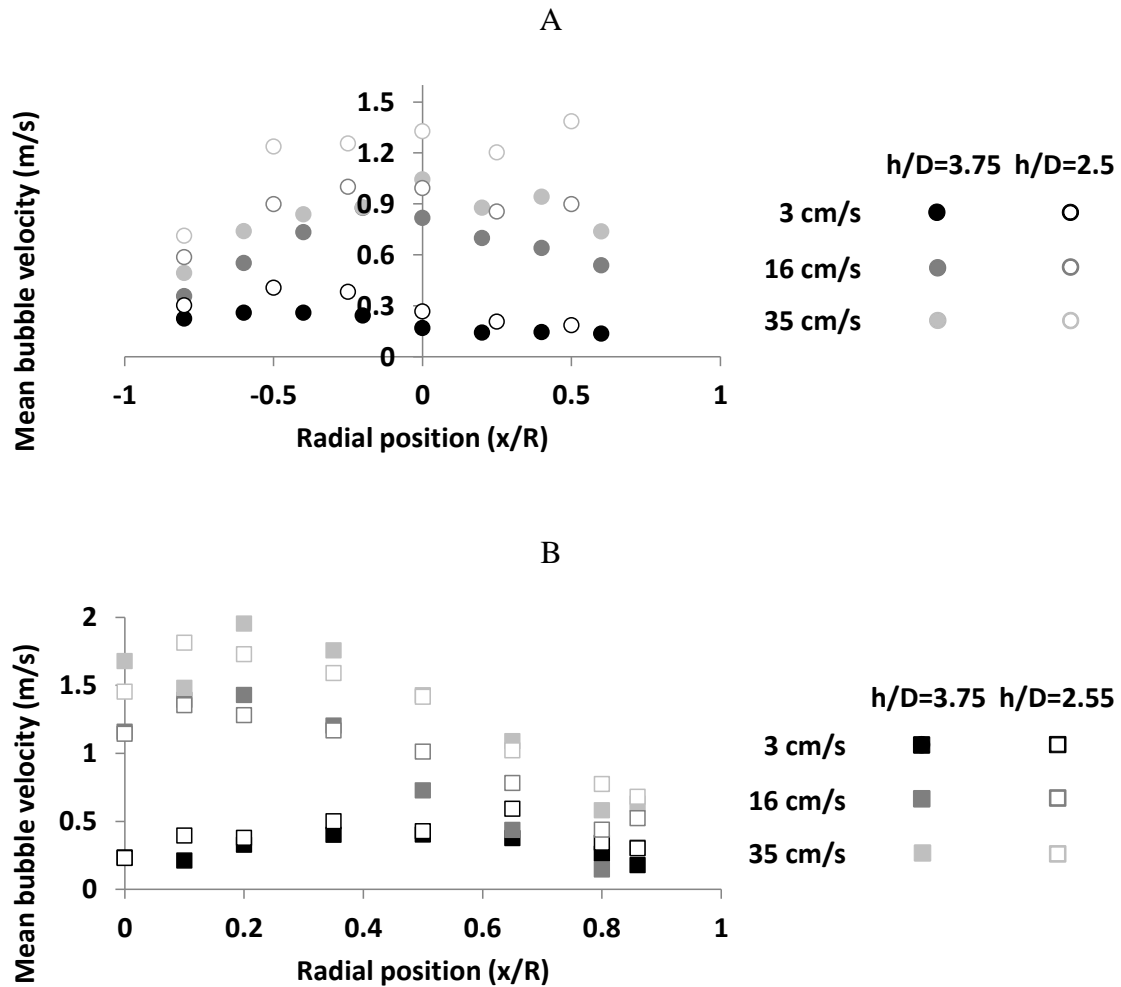 A
Mean bubble velocity (m/s)
1.5
1.2
0.9
0.6
0.3
0
-1 -0.5 0 0.5 1
Radial position (x/R)
h/D=3.75 h/D=2.5
3 cm/s
16 cm/s
35 cm/s
B
Mean bubble velocity (m/s)
2
1.5
1
0.5
0
0 0.2 0.4 0.6 0.8 1
Radial position (x/R)
h/D=3.75 h/D=2.55
3 cm/s
16 cm/s
35 cm/s